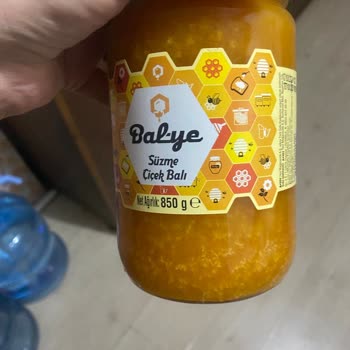 Balye
Süzme
Çiçek Balı
Net Ağırlık: 850 g ℮